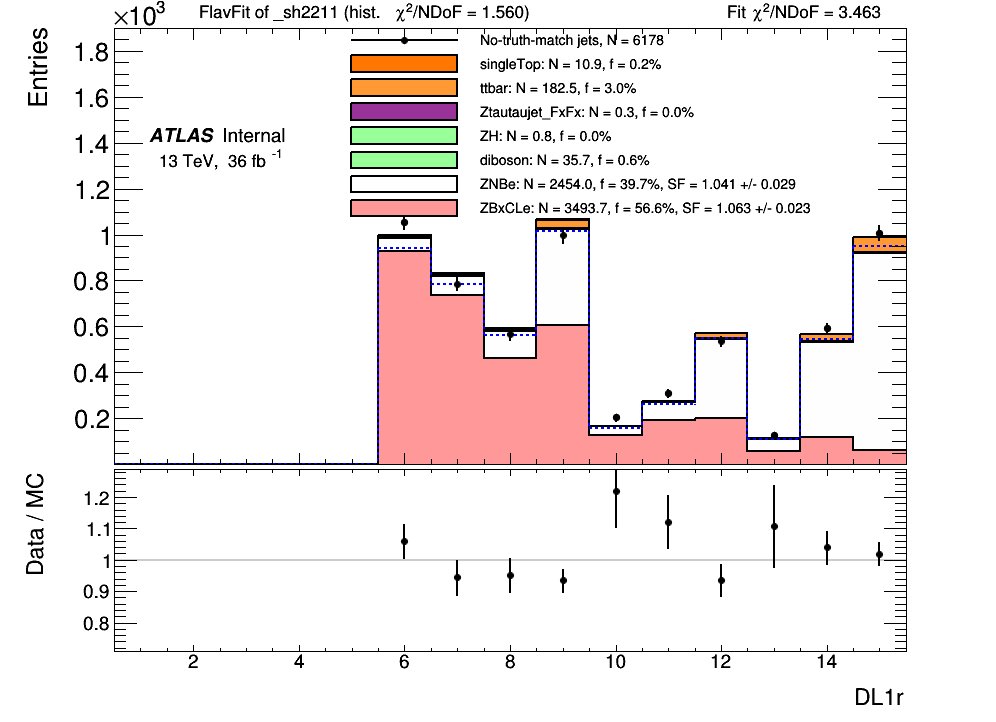 ×10³ FlavFit of _sh2211 (hist. χ²/NDoF = 1.560) Fit χ²/NDoF = 3.463
Entries
1.8
1.6
1.4
1.2
1
0.8
0.6
0.4
0.2
No-truth-match jets, N = 6178
singleTop: N = 10.9, f = 0.2%
ttbar: N = 182.5, f = 3.0%
Ztautaujet_FxFx: N = 0.3, f = 0.0%
ZH: N = 0.8, f = 0.0%
diboson: N = 35.7, f = 0.6%
ZNBe: N = 2454.0, f = 39.7%, SF = 1.041 +/- 0.029
ZBxCLe: N = 3493.7, f = 56.6%, SF = 1.063 +/- 0.023
ATLAS Internal
13 TeV, 36 fb⁻¹
Data / MC
1.2
1.1
1
0.9
0.8
2 4 6 8 10 12 14
DL1r